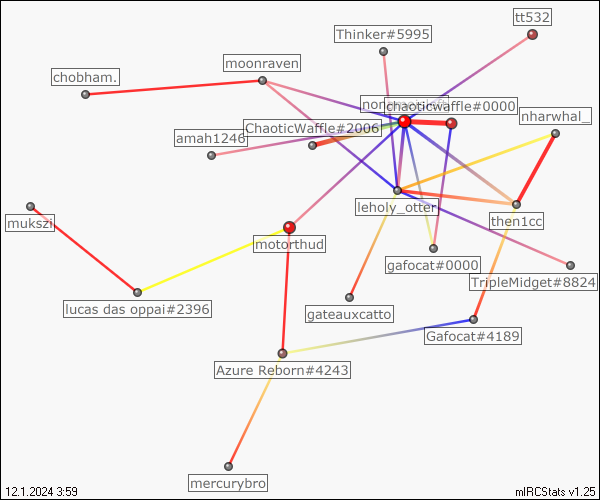 tt532
Thinker#5995
moonraven
chobham.
chaoticwaffle#0000
nharwhal_
ChaoticWaffle#2006
amah1246
leholy_otter
mukszi
then1cc
motorthud
gafocat#0000
TripleMidget#8824
lucas das oppai#2396
gateauxcatto
Gafocat#4189
Azure Reborn#4243
mercurybro
12.1.2024 3:59
mIRCStats v1.25